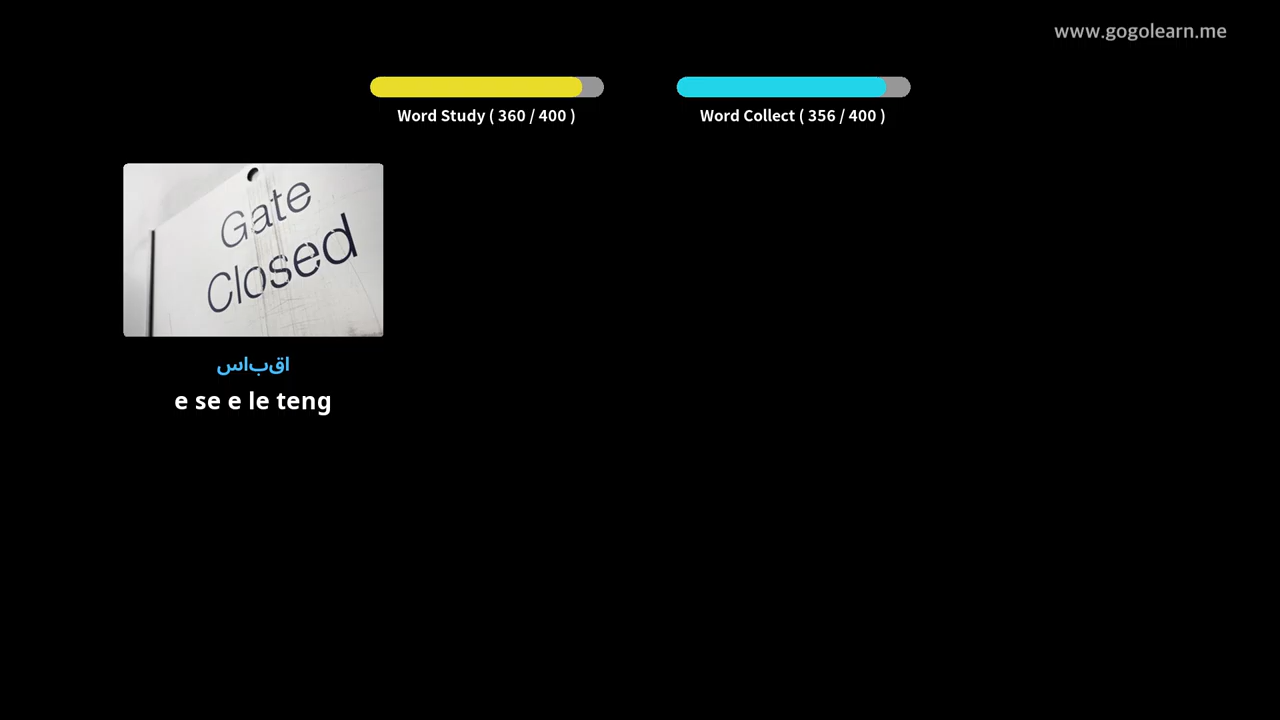 www.gogolearn.me
Word Study ( 360 / 400 )
Word Collect ( 356 / 400 )
Gate
Closed
اقباس
e se e le teng